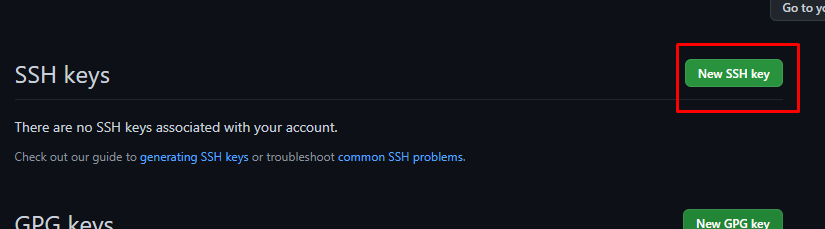 Go to yo
SSH keys
New SSH key
There are no SSH keys associated with your account.
Check out our guide to generating SSH keys or troubleshoot common SSH problems.
GPG keys
New GPG key